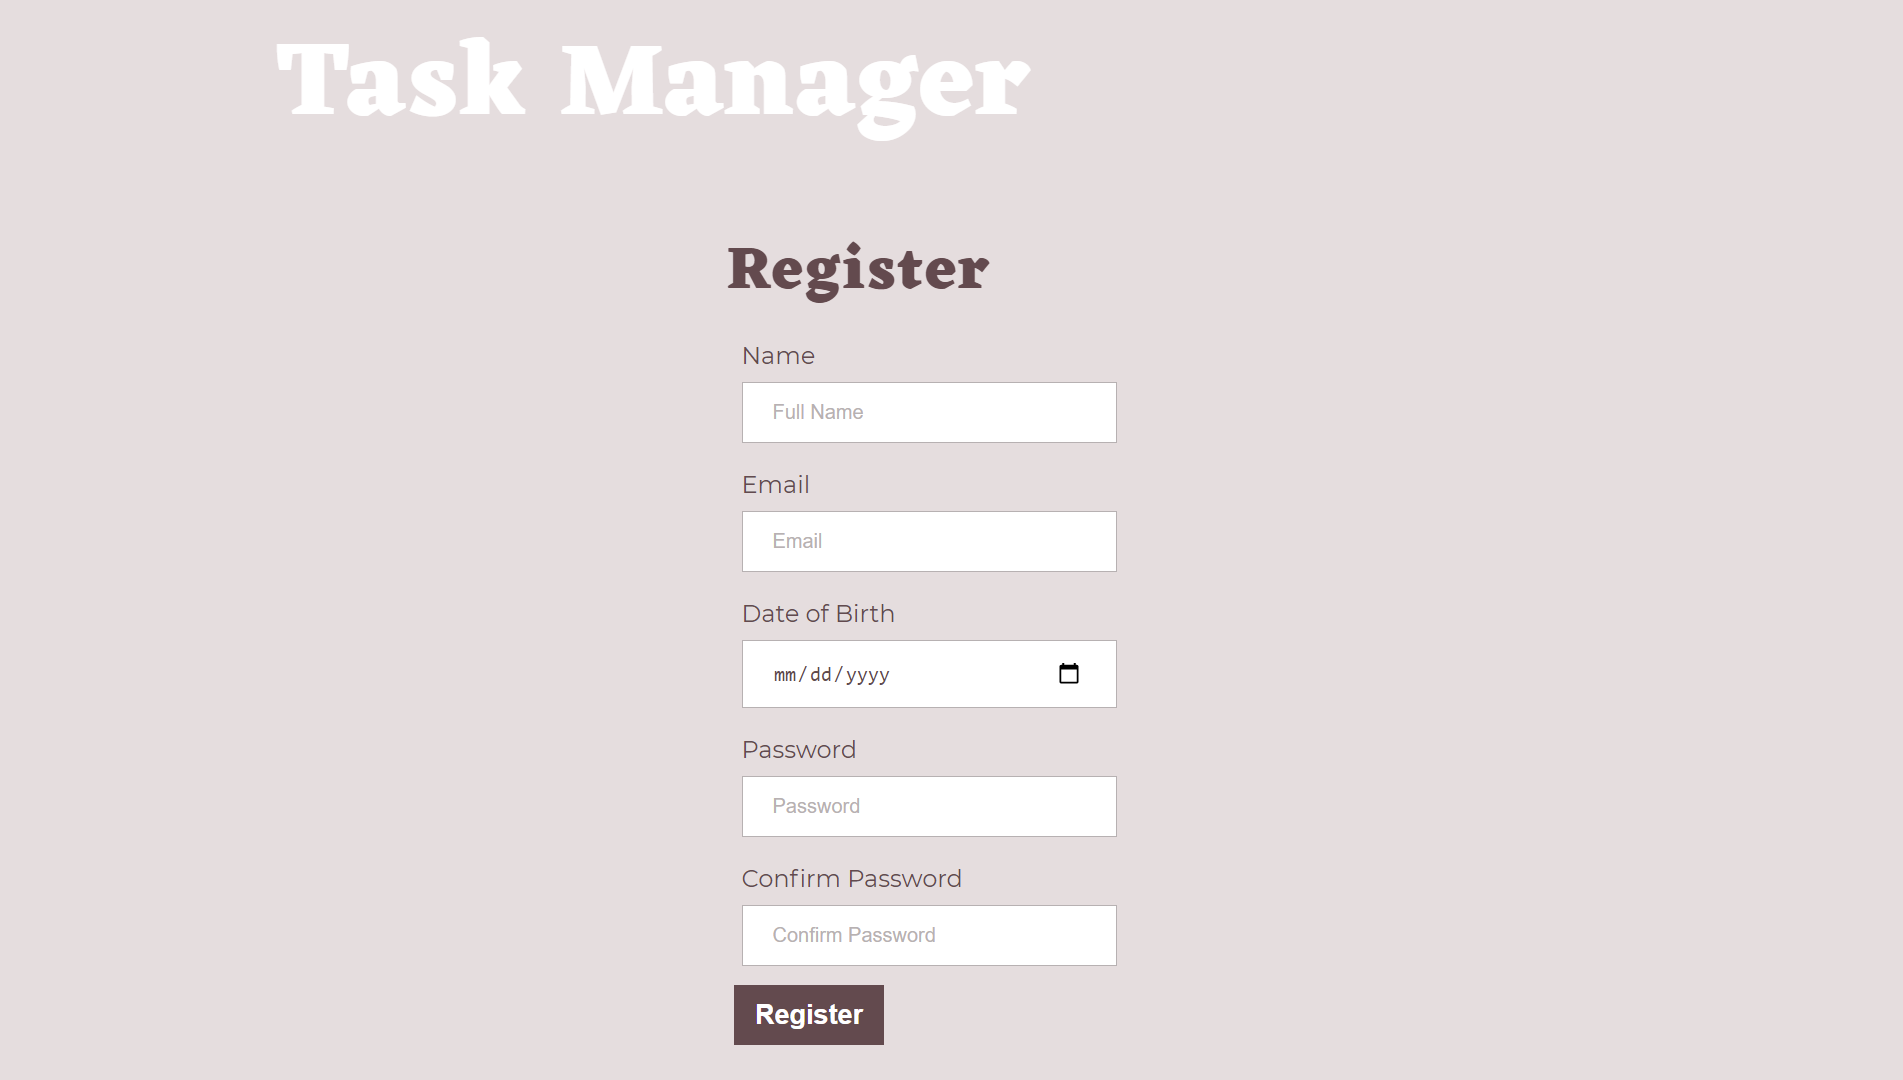 Task Manager
Register
Name
Full Name
Email
Email
Date of Birth
mm/dd/yyyy
Password
Password
Confirm Password
Confirm Password
Register